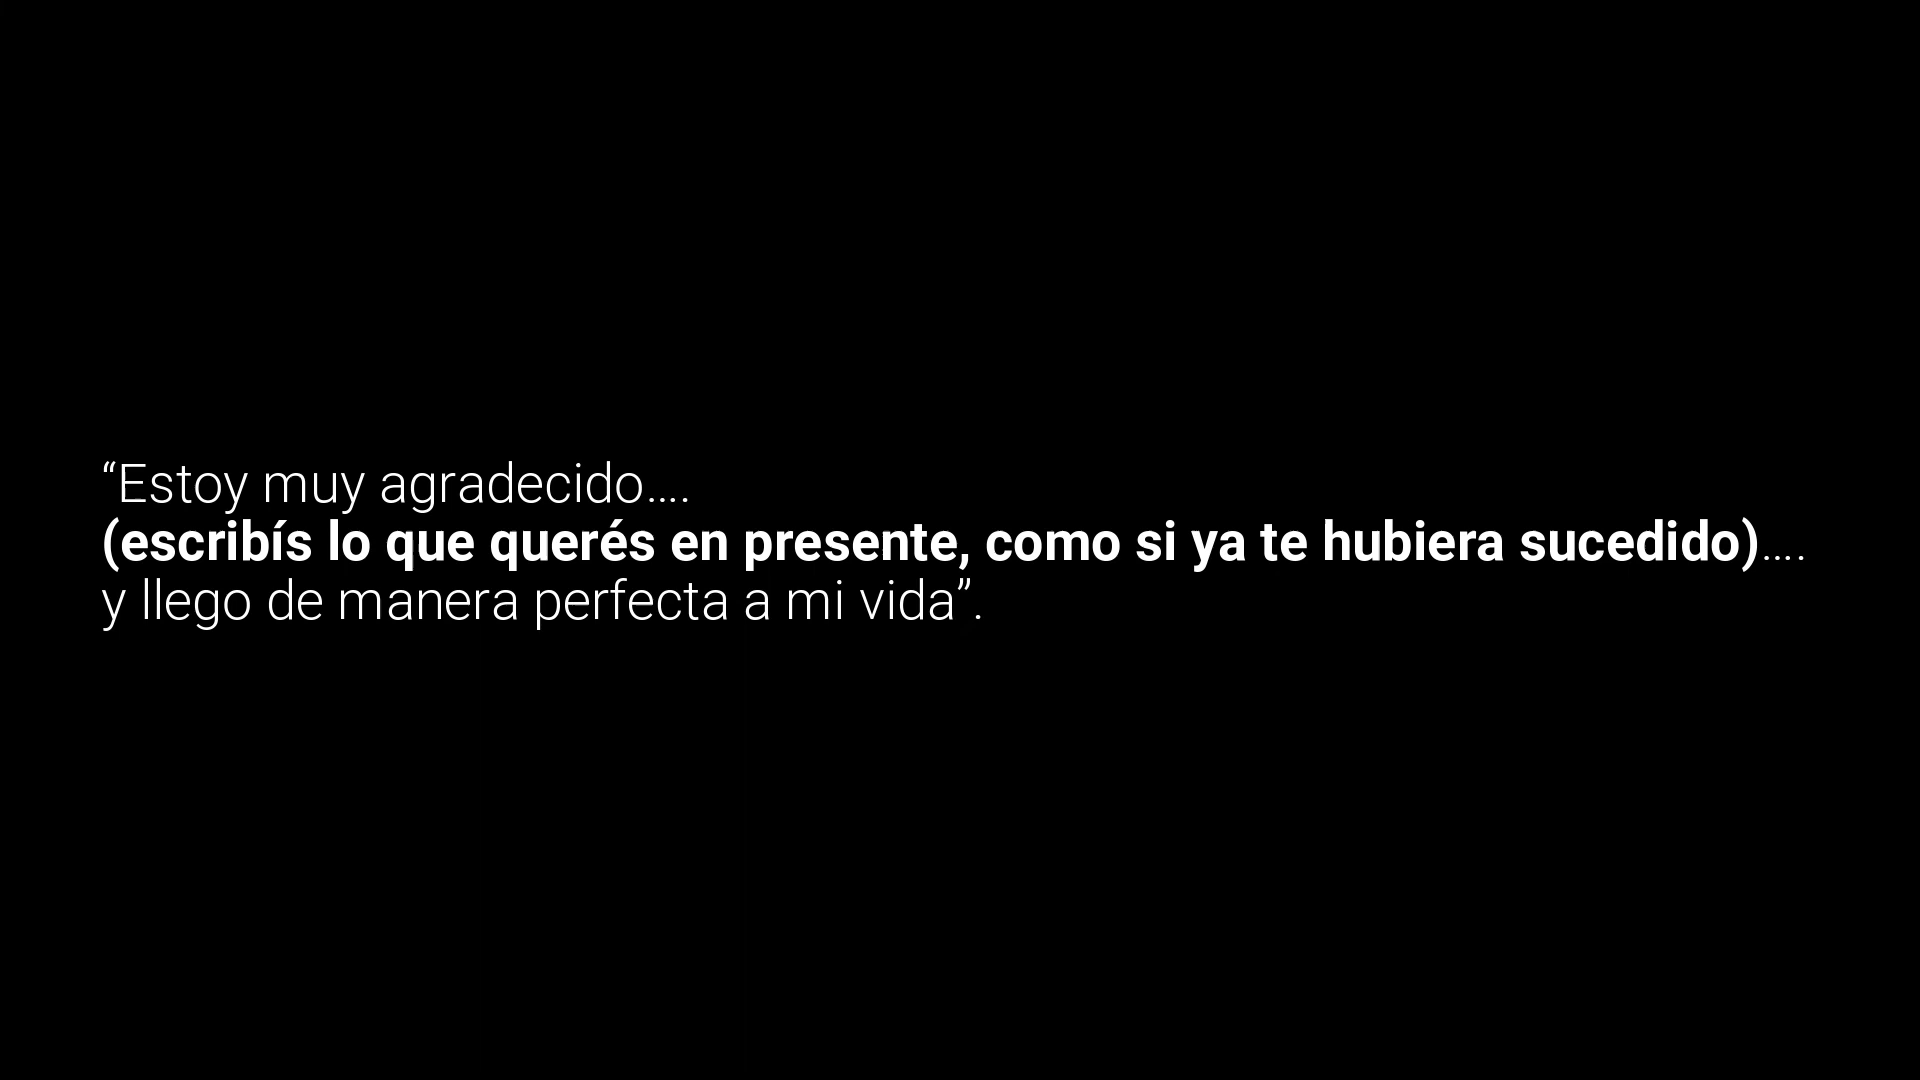 “Estoy muy agradecido....
(escribís lo que querés en presente, como si ya te hubiera sucedido)....
y llego de manera perfecta a mi vida”.